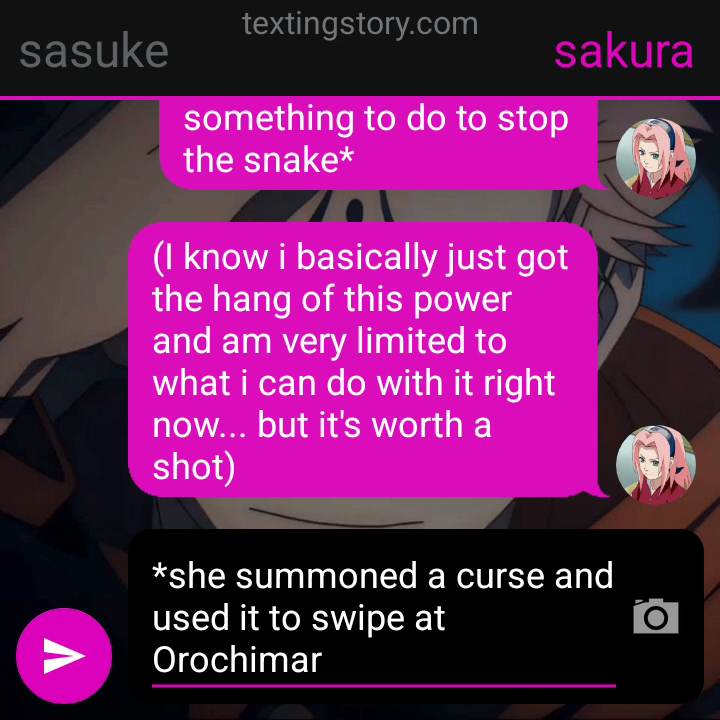 textingstory.com
sasuke
sakura
something to do to stop
the snake*
(I know i basically just got
the hang of this power
and am very limited to
what i can do with it right
now... but it's worth a
shot)
*she summoned a curse and
used it to swipe at
Orochimar